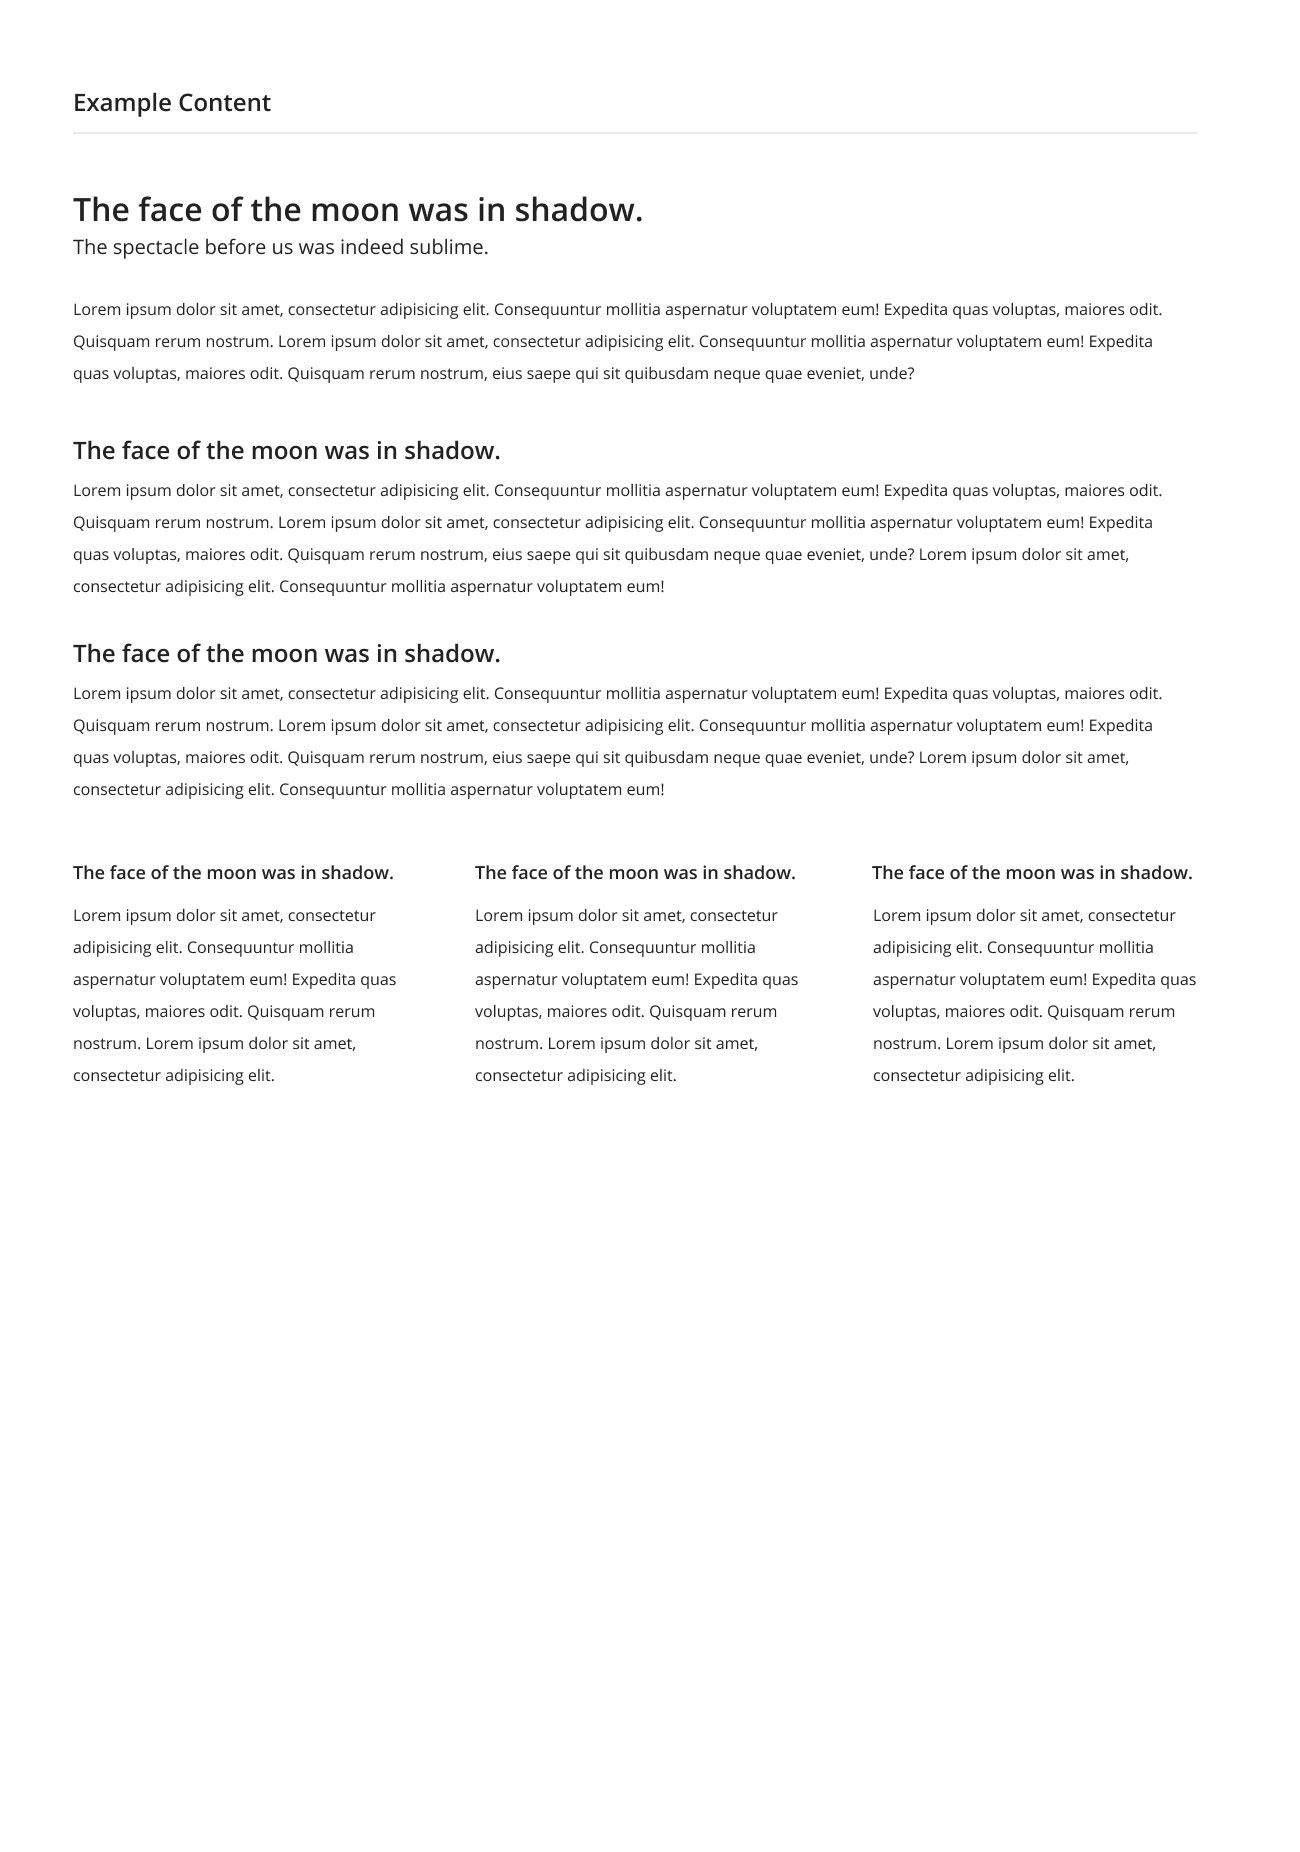 Example Content
The face of the moon was in shadow.
The spectacle before us was indeed sublime.
Lorem ipsum dolor sit amet, consectetur adipisicing elit. Consequuntur mollitia aspernatur voluptatem eum! Expedita quas voluptas, maiores odit.
Quisquam rerum nostrum. Lorem ipsum dolor sit amet, consectetur adipisicing elit. Consequuntur mollitia aspernatur voluptatem eum! Expedita
quas voluptas, maiores odit. Quisquam rerum nostrum, eius saepe qui sit quibusdam neque quae eveniet, unde?
The face of the moon was in shadow.
Lorem ipsum dolor sit amet, consectetur adipisicing elit. Consequuntur mollitia aspernatur voluptatem eum! Expedita quas voluptas, maiores odit.
Quisquam rerum nostrum. Lorem ipsum dolor sit amet, consectetur adipisicing elit. Consequuntur mollitia aspernatur voluptatem eum! Expedita
quas voluptas, maiores odit. Quisquam rerum nostrum, eius saepe qui sit quibusdam neque quae eveniet, unde? Lorem ipsum dolor sit amet,
consectetur adipisicing elit. Consequuntur mollitia aspernatur voluptatem eum!
The face of the moon was in shadow.
Lorem ipsum dolor sit amet, consectetur adipisicing elit. Consequuntur mollitia aspernatur voluptatem eum! Expedita quas voluptas, maiores odit.
Quisquam rerum nostrum. Lorem ipsum dolor sit amet, consectetur adipisicing elit. Consequuntur mollitia aspernatur voluptatem eum! Expedita
quas voluptas, maiores odit. Quisquam rerum nostrum, eius saepe qui sit quibusdam neque quae eveniet, unde? Lorem ipsum dolor sit amet,
consectetur adipisicing elit. Consequuntur mollitia aspernatur voluptatem eum!
The face of the moon was in shadow.
Lorem ipsum dolor sit amet, consectetur
adipisicing elit. Consequuntur mollitia
aspernatur voluptatem eum! Expedita quas
voluptas, maiores odit. Quisquam rerum
nostrum. Lorem ipsum dolor sit amet,
consectetur adipisicing elit.
The face of the moon was in shadow.
Lorem ipsum dolor sit amet, consectetur
adipisicing elit. Consequuntur mollitia
aspernatur voluptatem eum! Expedita quas
voluptas, maiores odit. Quisquam rerum
nostrum. Lorem ipsum dolor sit amet,
consectetur adipisicing elit.
The face of the moon was in shadow.
Lorem ipsum dolor sit amet, consectetur
adipisicing elit. Consequuntur mollitia
aspernatur voluptatem eum! Expedita quas
voluptas, maiores odit. Quisquam rerum
nostrum. Lorem ipsum dolor sit amet,
consectetur adipisicing elit.